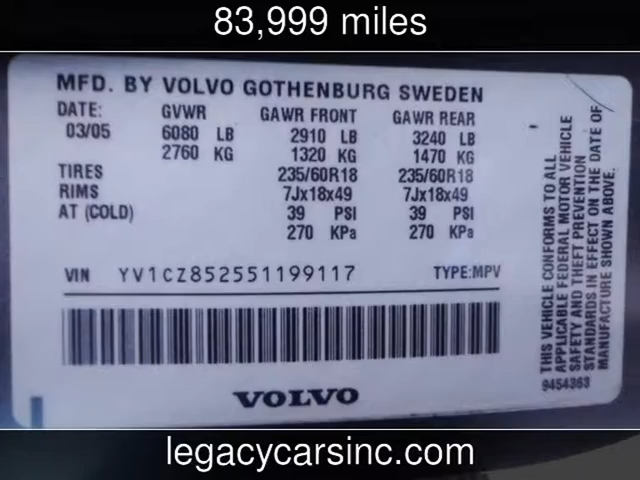 83,999 miles
MFD. BY VOLVO GOTHENBURG SWEDEN
DATE: GVWR GAWR FRONT GAWR REAR
03/05 6080 LB 2910 LB 3240 LB
2760 KG 1320 KG 1470 KG
TIRES 235/60R18 235/60R18
RIMS 7Jx18x49 7Jx18x49
AT (COLD) 39 PSI 39 PSI
270 KPa 270 KPa
VIN YV1CZ852551199117 TYPE:MPV
VOLVO
THIS VEHICLE CONFORMS TO ALL
APPLICABLE FEDERAL MOTOR VEHICLE
SAFETY AND THEFT PREVENTION
STANDARDS IN EFFECT ON THE DATE OF
MANUFACTURE SHOWN ABOVE.
9454363
legacycarsinc.com